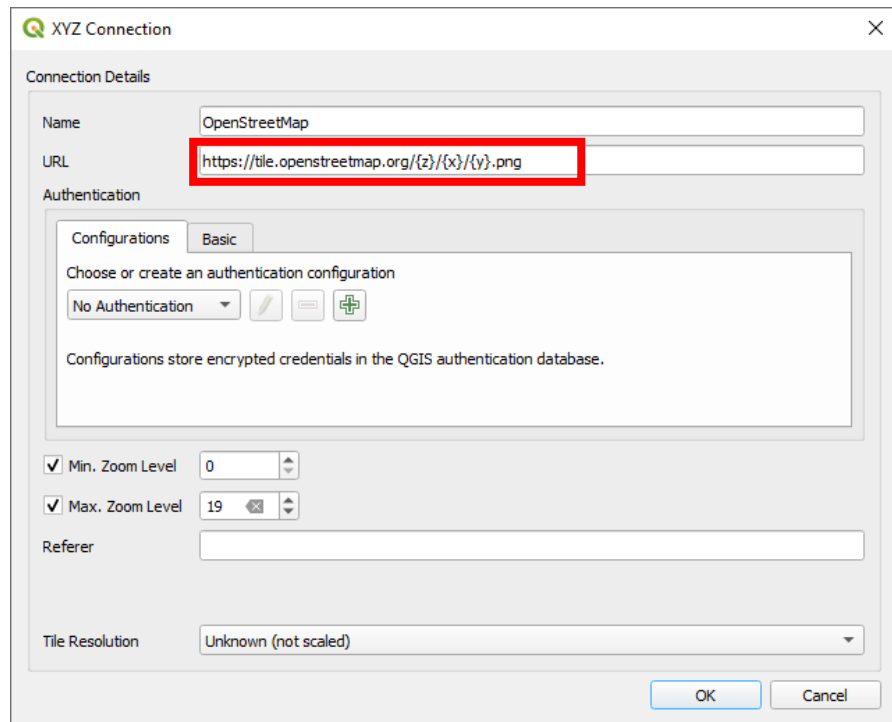 XYZ Connection
Connection Details
Name OpenStreetMap
URL https://tile.openstreetmap.org/{z}/{x}/{y}.png
Authentication
Configurations Basic
Choose or create an authentication configuration
No Authentication
Configurations store encrypted credentials in the QGIS authentication database.
Min. Zoom Level 0
Max. Zoom Level 19
Referer
Tile Resolution Unknown (not scaled)
OK Cancel